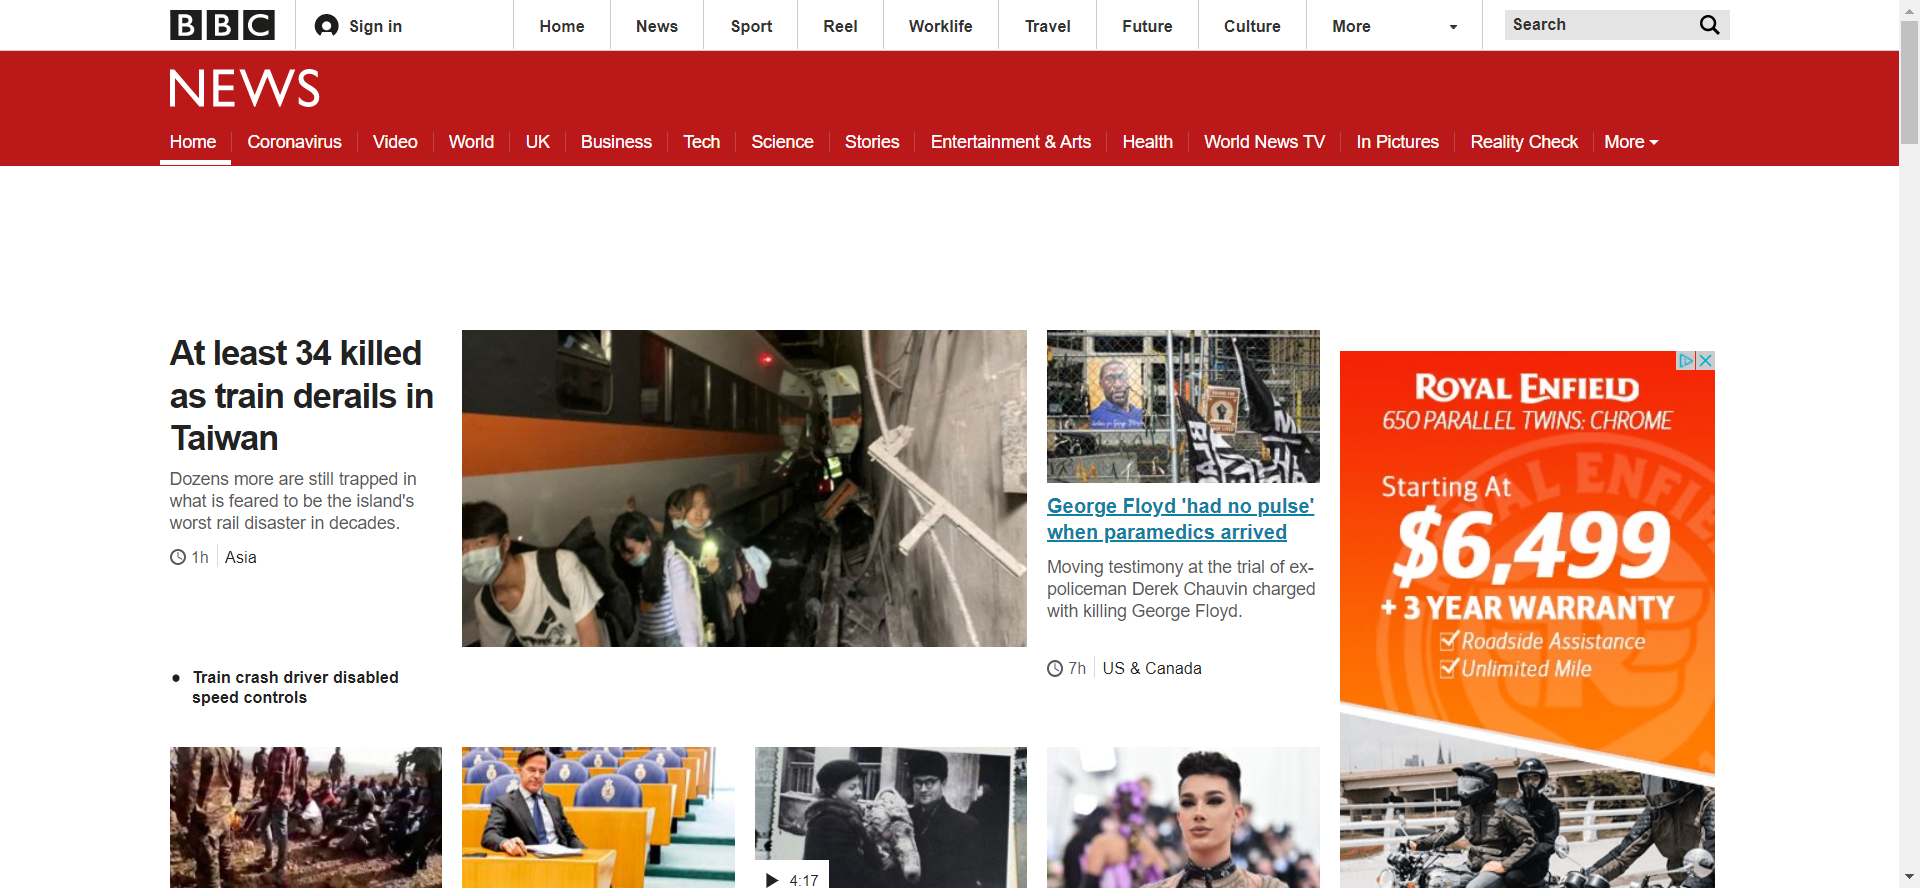 BBC
Sign in
Home
News
Sport
Reel
Worklife
Travel
Future
Culture
More
Search
NEWS
Home
Coronavirus
Video
World
UK
Business
Tech
Science
Stories
Entertainment & Arts
Health
World News TV
In Pictures
Reality Check
More
At least 34 killed
as train derails in
Taiwan
Dozens more are still trapped in
what is feared to be the island's
worst rail disaster in decades.
1h
Asia
Train crash driver disabled
speed controls
George Floyd 'had no pulse'
when paramedics arrived
Moving testimony at the trial of ex-
policeman Derek Chauvin charged
with killing George Floyd.
7h
US & Canada
ROYAL ENFIELD
650 PARALLEL TWINS: CHROME
Starting At
$6,499
+ 3 YEAR WARRANTY
Roadside Assistance
Unlimited Mile
4:17